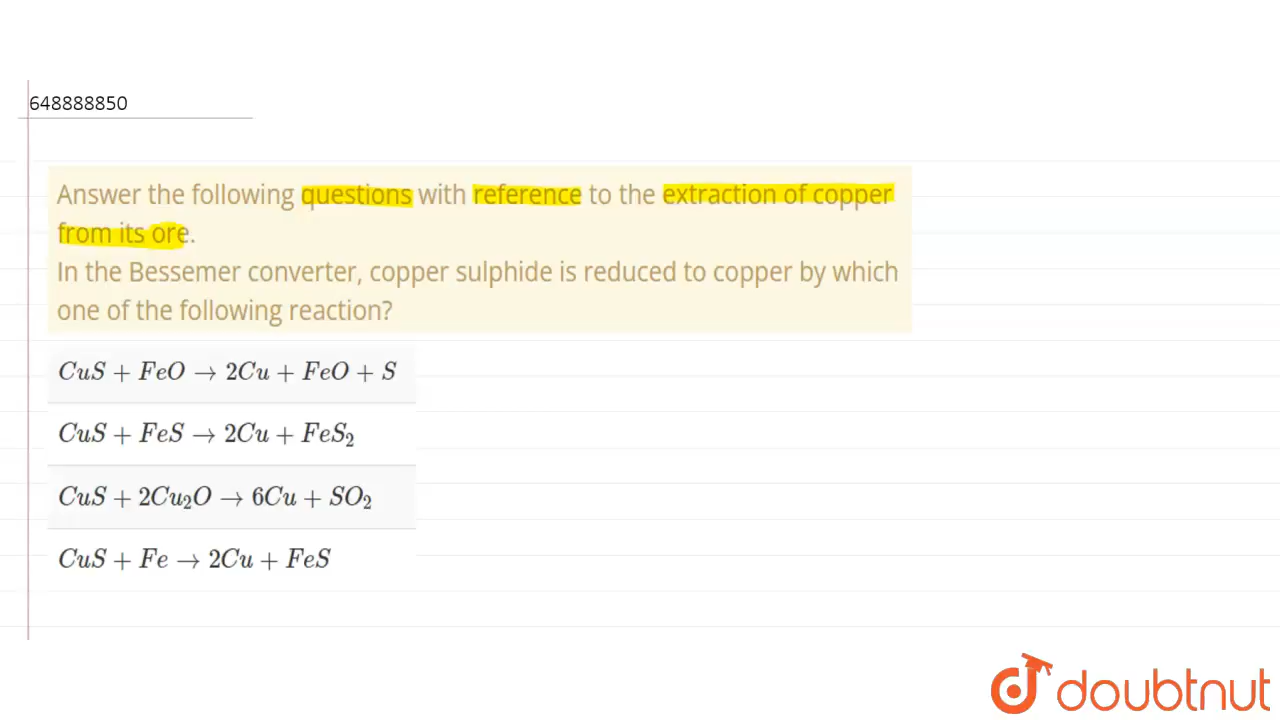 648888850
Answer the following questions with reference to the extraction of copper
from its ore.
In the Bessemer converter, copper sulphide is reduced to copper by which
one of the following reaction?
CuS + FeO → 2Cu + FeO + S
CuS + FeS → 2Cu + FeS₂
CuS + 2Cu₂O → 6Cu + SO₂
CuS + Fe → 2Cu + FeS
doubtnut